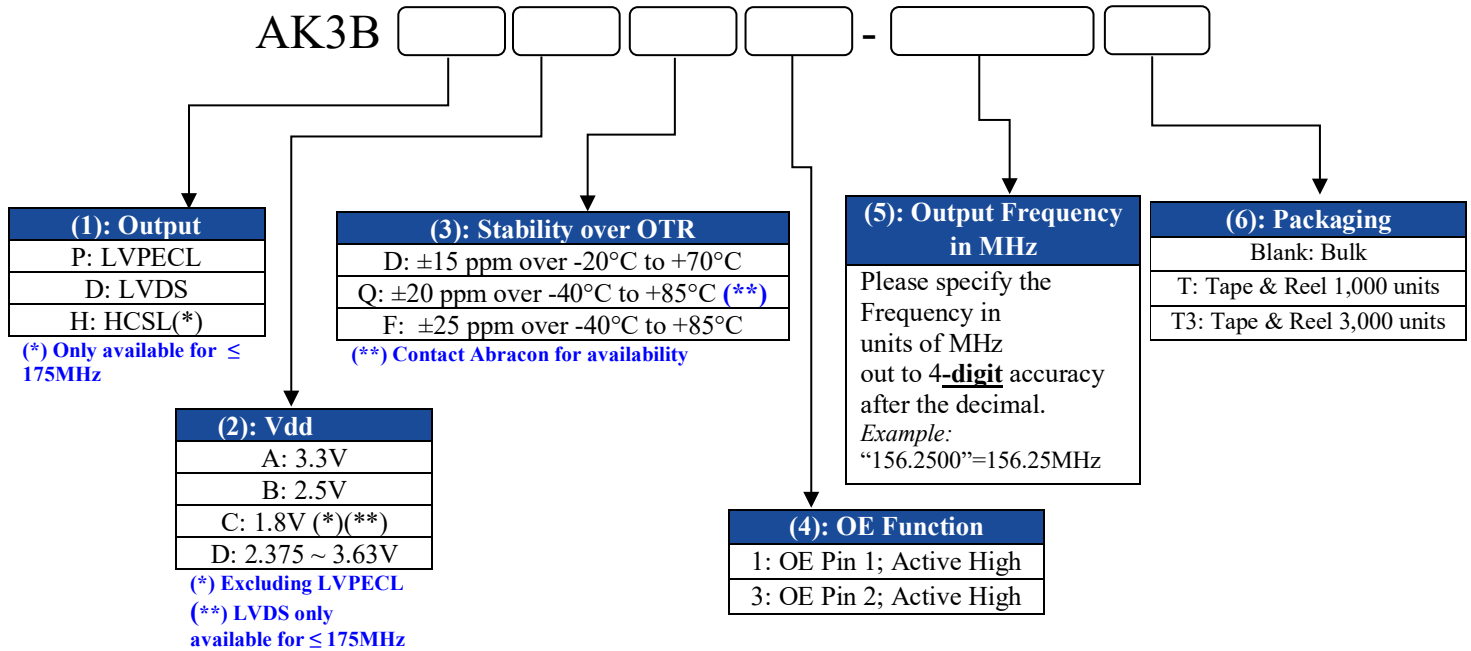 AK3B -
(1): Output
P: LVPECL
D: LVDS
H: HCSL(*)
(*) Only available for ≤
175MHz
(2): Vdd
A: 3.3V
B: 2.5V
C: 1.8V (*)(**)
D: 2.375 ~ 3.63V
(*) Excluding LVPECL
(**) LVDS only
available for ≤ 175MHz
(3): Stability over OTR
D: ±15 ppm over -20°C to +70°C
Q: ±20 ppm over -40°C to +85°C (**)
F: ±25 ppm over -40°C to +85°C
(**) Contact Abracon for availability
(4): OE Function
1: OE Pin 1; Active High
3: OE Pin 2; Active High
(5): Output Frequency
in MHz
Please specify the
Frequency in
units of MHz
out to 4-digit accuracy
after the decimal.
Example:
“156.2500”=156.25MHz
(6): Packaging
Blank: Bulk
T: Tape & Reel 1,000 units
T3: Tape & Reel 3,000 units